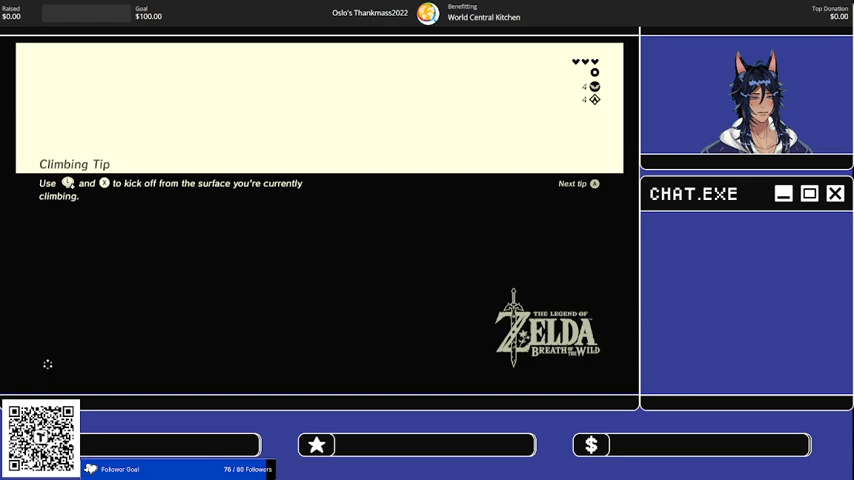 Raised
$0.00
Goal
$100.00
Oslo's Thankmass2022
Benefitting
World Central Kitchen
Top Donation
$0.00
4
4
Climbing Tip
Use L and X to kick off from the surface you're currently
climbing.
Next tip A
CHAT.EXE
THE LEGEND OF
ZELDA
BREATH OF THE WILD
T
$
Follower Goal
76 / 80 Followers